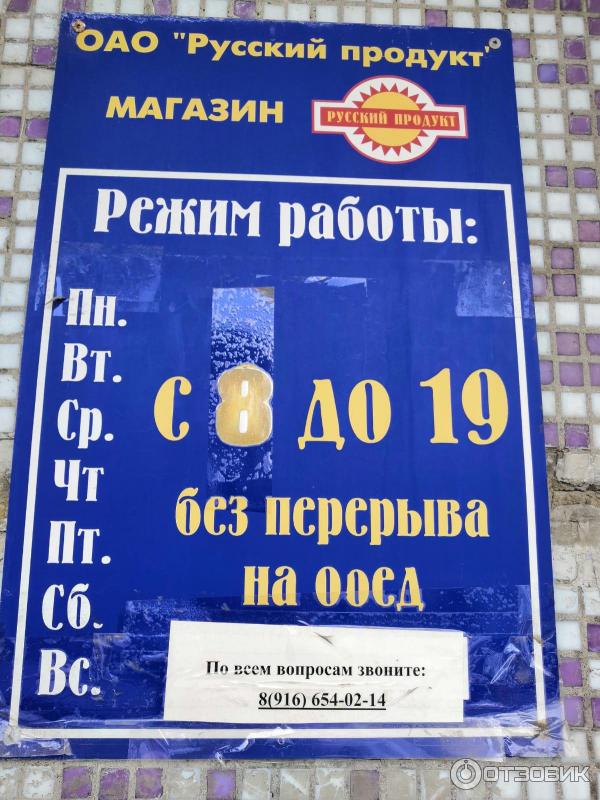 ОАО "Русский продукт"
МАГАЗИН
РУССКИЙ ПРОДУКТ
Режим работы:
Пн.
Вт.
Ср.
Чт
Пт.
Сб.
Вс.
с 8 до 19
без перерыва
на обед
По всем вопросам звоните:
8(916) 654-02-14
ОТЗОВИК